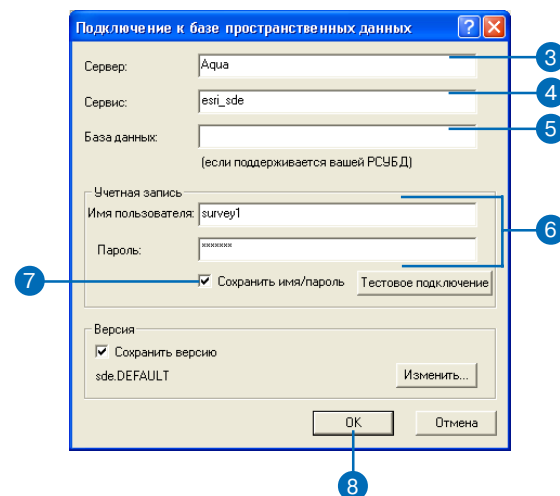 Подключение к базе пространственных данных
Сервер: Aqua 3
Сервис: esri_sde 4
База данных: 5
(если поддерживается вашей РСУБД)
Учетная запись
Имя пользователя: survey1
6
Пароль: xxxxxxx
7 Сохранить имя/пароль Тестовое подключение
Версия
Сохранить версию
sde.DEFAULT Изменить...
OK Отмена
8